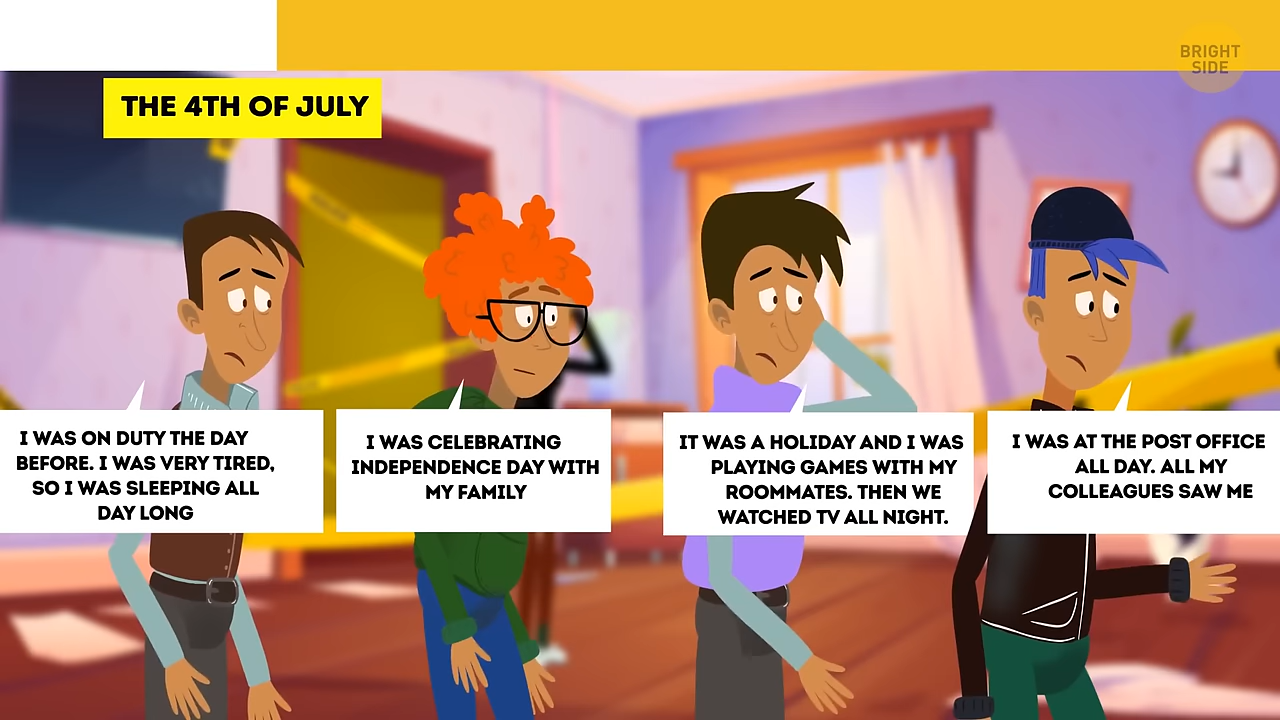 BRIGHT
SIDE
THE 4TH OF JULY
I WAS ON DUTY THE DAY
BEFORE. I WAS VERY TIRED,
SO I WAS SLEEPING ALL
DAY LONG
I WAS CELEBRATING
INDEPENDENCE DAY WITH
MY FAMILY
IT WAS A HOLIDAY AND I WAS
PLAYING GAMES WITH MY
ROOMMATES. THEN WE
WATCHED TV ALL NIGHT.
I WAS AT THE POST OFFICE
ALL DAY. ALL MY
COLLEAGUES SAW ME